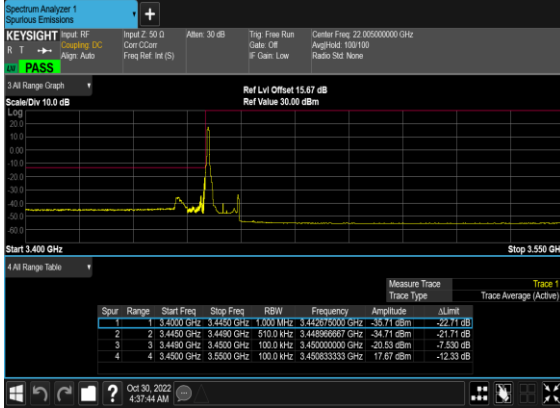 Spectrum Analyzer 1
Spurious Emissions
+
KEYSIGHT Input: RF Input Z: 50 Ω Atten: 30 dB Trig: Free Run Center Freq: 22.005000000 GHz
R T Coupling: DC Corr CCorr Gate: Off Avg|Hold: 100/100
Align: Auto Freq Ref: Int (S) IF Gain: Low Radio Std: None
PASS
3 All Range Graph
Ref Lvl Offset 15.67 dB
Scale/Div 10.0 dB Ref Value 30.00 dBm
Log
20.0
10.0
0.00
-10.0
-20.0
-30.0
-40.0
-50.0
-60.0
Start 3.400 GHz Stop 3.550 GH
4 All Range Table
Measure Trace Trace 1
Trace Type Trace Average (Active)
Spur Range Start Freq Stop Freq RBW Frequency Amplitude ΔLimit
1 1 3.4000 GHz 3.4450 GHz 1.000 MHz 3.442675000 GHz -35.71 dBm -22.71 dB
2 2 3.4450 GHz 3.4490 GHz 510.0 kHz 3.448966667 GHz -34.71 dBm -21.71 dB
3 3 3.4490 GHz 3.4500 GHz 100.0 kHz 3.450000000 GHz -20.53 dBm -7.530 dB
4 4 3.4500 GHz 3.5500 GHz 100.0 kHz 3.450833333 GHz 17.67 dBm -12.33 dB
?
Oct 30, 2022
4:37:44 AM